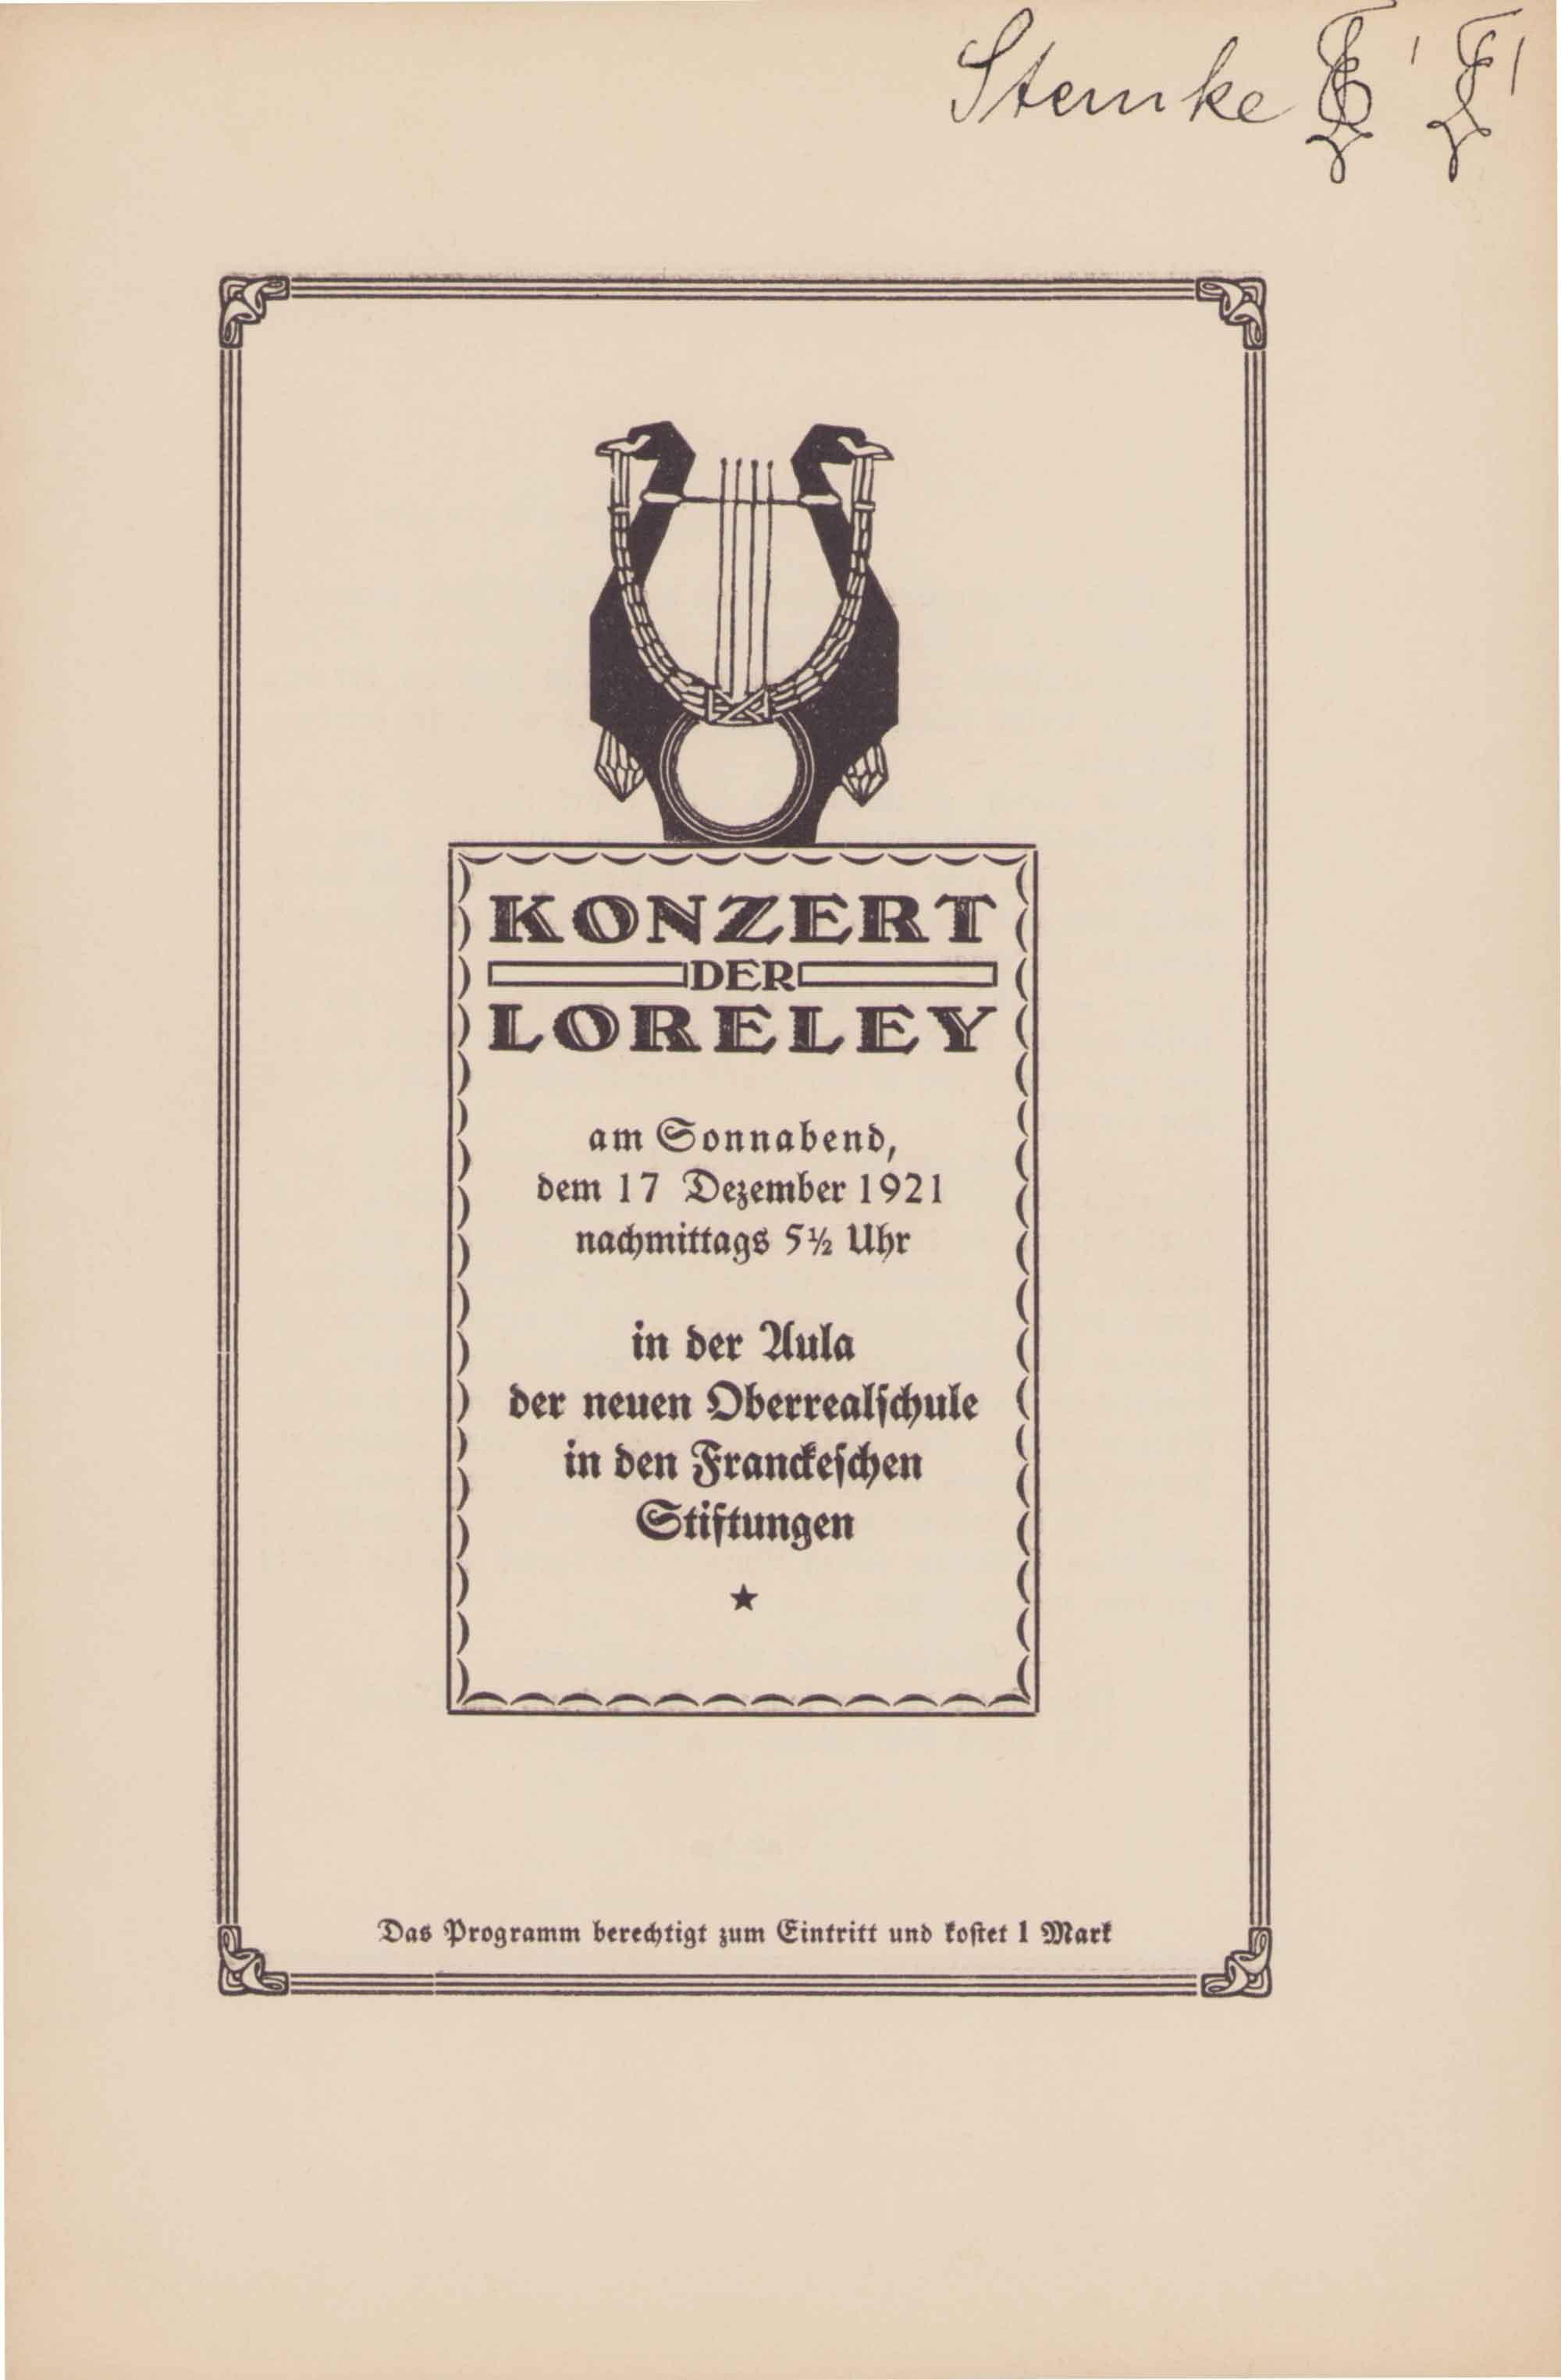 Stemke
KONZERT
DER
LORELEY
am Sonnabend,
dem 17 Dezember 1921
nachmittags 5½ Uhr
in der Aula
der neuen Oberrealſchule
in den Franckeſchen
Stiftungen
Das Programm berechtigt zum Eintritt und koſtet 1 Mark